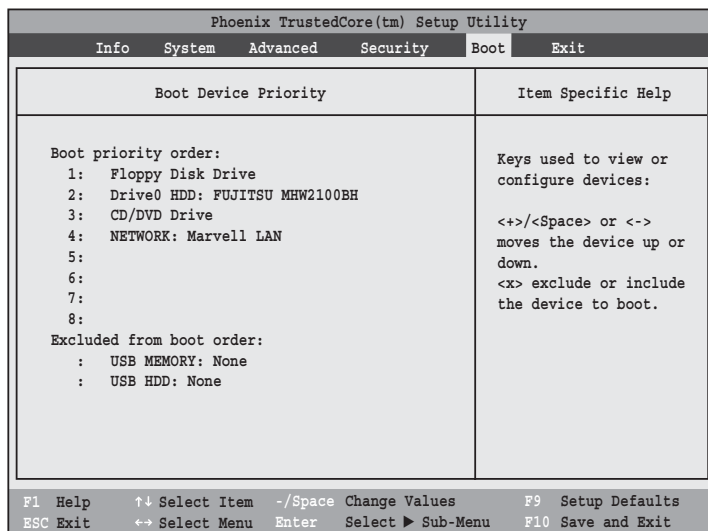 Phoenix TrustedCore(tm) Setup Utility
Info System Advanced Security Boot Exit
Boot Device Priority
Boot priority order:
1: Floppy Disk Drive
2: Drive0 HDD: FUJITSU MHW2100BH
3: CD/DVD Drive
4: NETWORK: Marvell LAN
5:
6:
7:
8:
Excluded from boot order:
: USB MEMORY: None
: USB HDD: None
Item Specific Help
Keys used to view or
configure devices:
<+>/<Space> or <->
moves the device up or
down.
<x> exclude or include
the device to boot.
F1 Help ↑↓ Select Item -/Space Change Values F9 Setup Defaults
ESC Exit ←→ Select Menu Enter Select ▶ Sub-Menu F10 Save and Exit